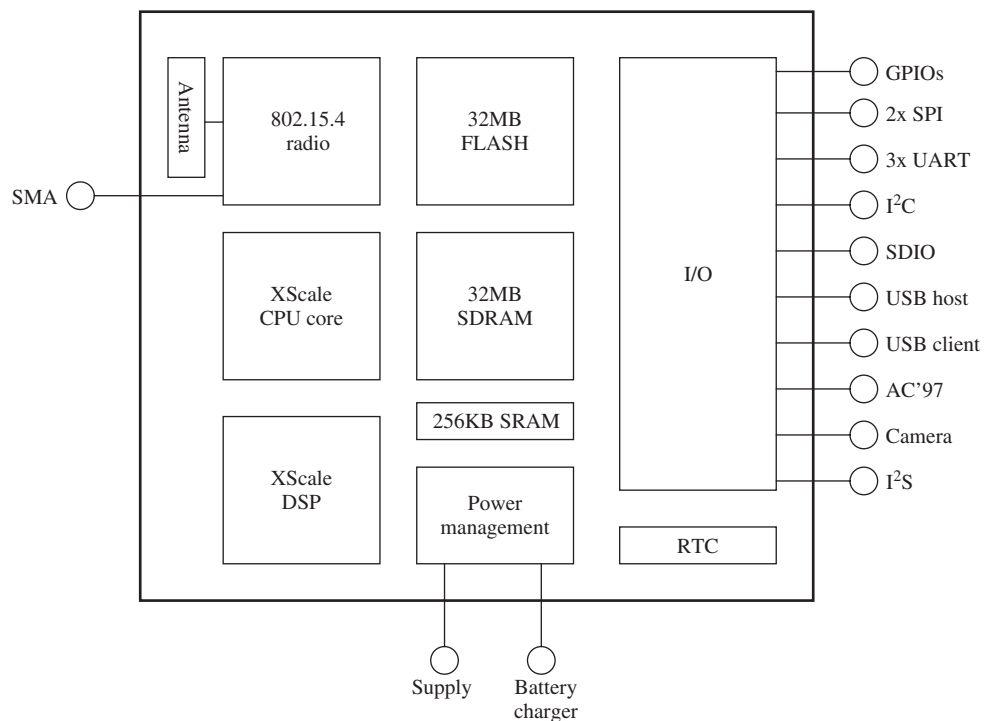 Antenna
802.15.4
radio
32MB
FLASH
SMA
XScale
CPU core
32MB
SDRAM
256KB SRAM
XScale
DSP
Power
management
I/O
RTC
GPIOs
2x SPI
3x UART
I²C
SDIO
USB host
USB client
AC’97
Camera
I²S
Supply
Battery
charger